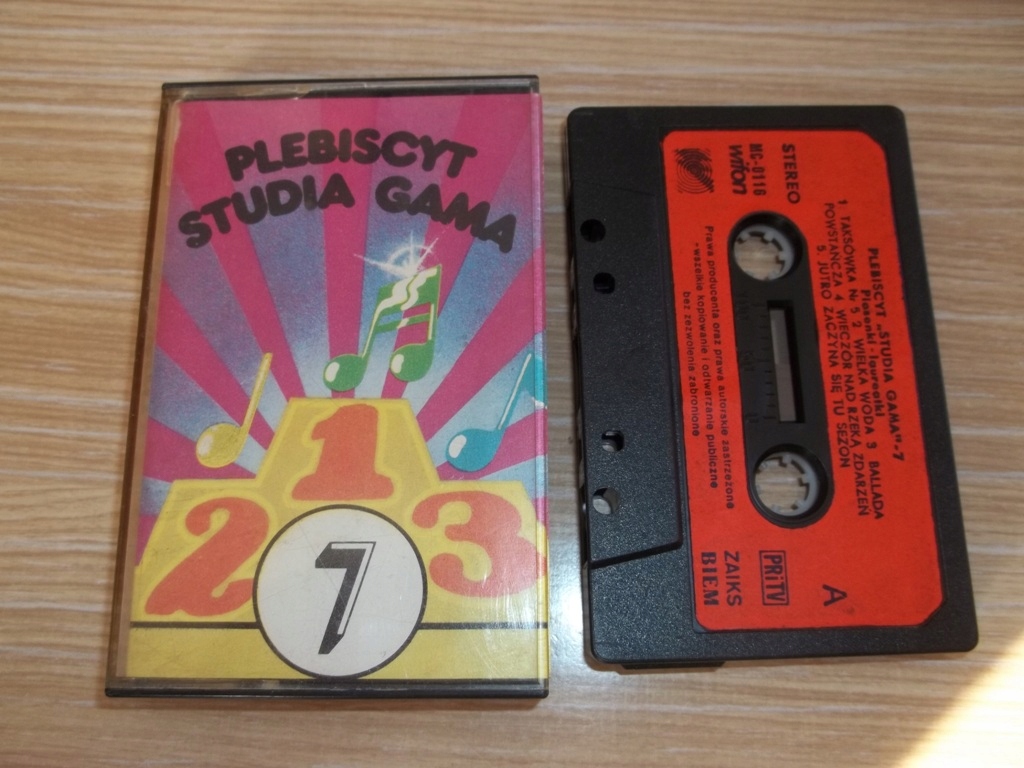 PLEBISCYT
STUDIA GAMA
1
2
3
7
PLEBISCYT „STUDIA GAMA"-7
Piosenki - laureatki
1 TAKSÓWKA Nr 5 2 WIELKA WODA 3 BALLADA
POWSTAŃCZA 4 WIECZÓR NAD RZEKĄ ZDARZEŃ
5. JUTRO ZACZYNA SIĘ TU SEZON
STEREO
MC-0116
wifon
A
PRiTV
ZAIKS
BIEM
Prawa producenta oraz prawa autorskie zastrzeżone
- wszelkie kopiowanie i odtwarzanie publiczne
bez zezwolenia zabronione